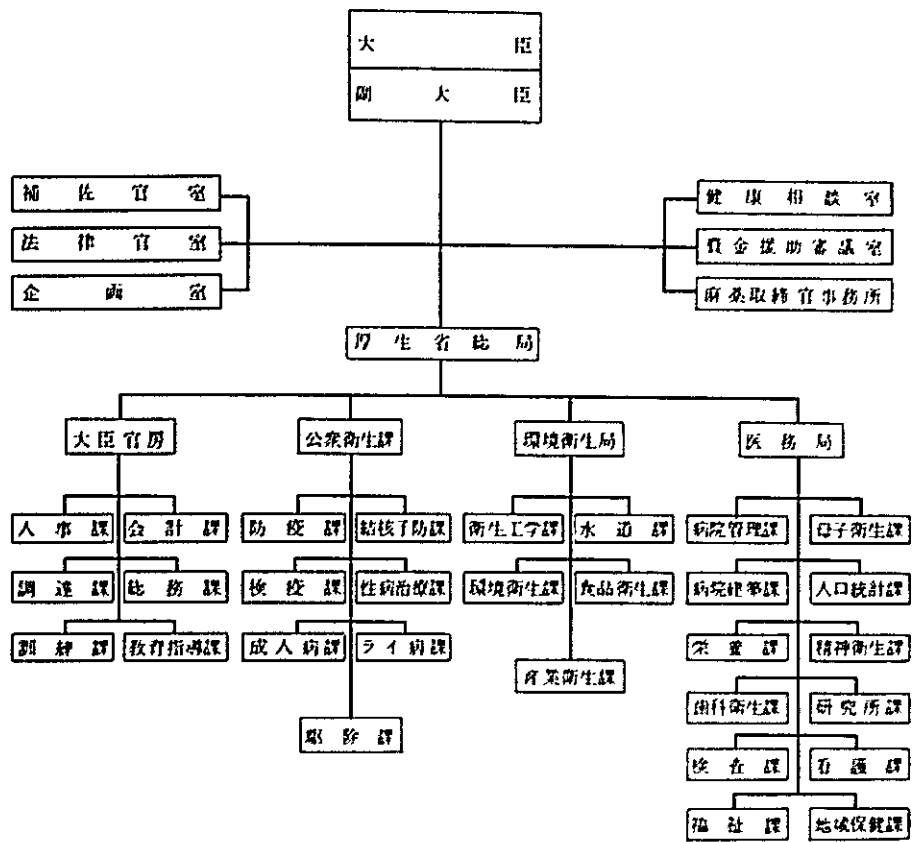 大臣
副大臣
補佐官室
健康相談室
法律官室
資金援助審議室
企画室
麻薬取締官事務所
厚生省総局
大臣官房
公衆衛生課
環境衛生局
医務局
人事課
会計課
防疫課
結核予防課
衛生工学課
水道課
病院管理課
母子衛生課
調達課
総務課
検疫課
性病治療課
環境衛生課
食品衛生課
病院建築課
人口統計課
訓練課
教育指導課
成人病課
ライ病課
産業衛生課
栄養課
精神衛生課
駆除課
歯科衛生課
研究所課
検査課
看護課
福祉課
地域保健課